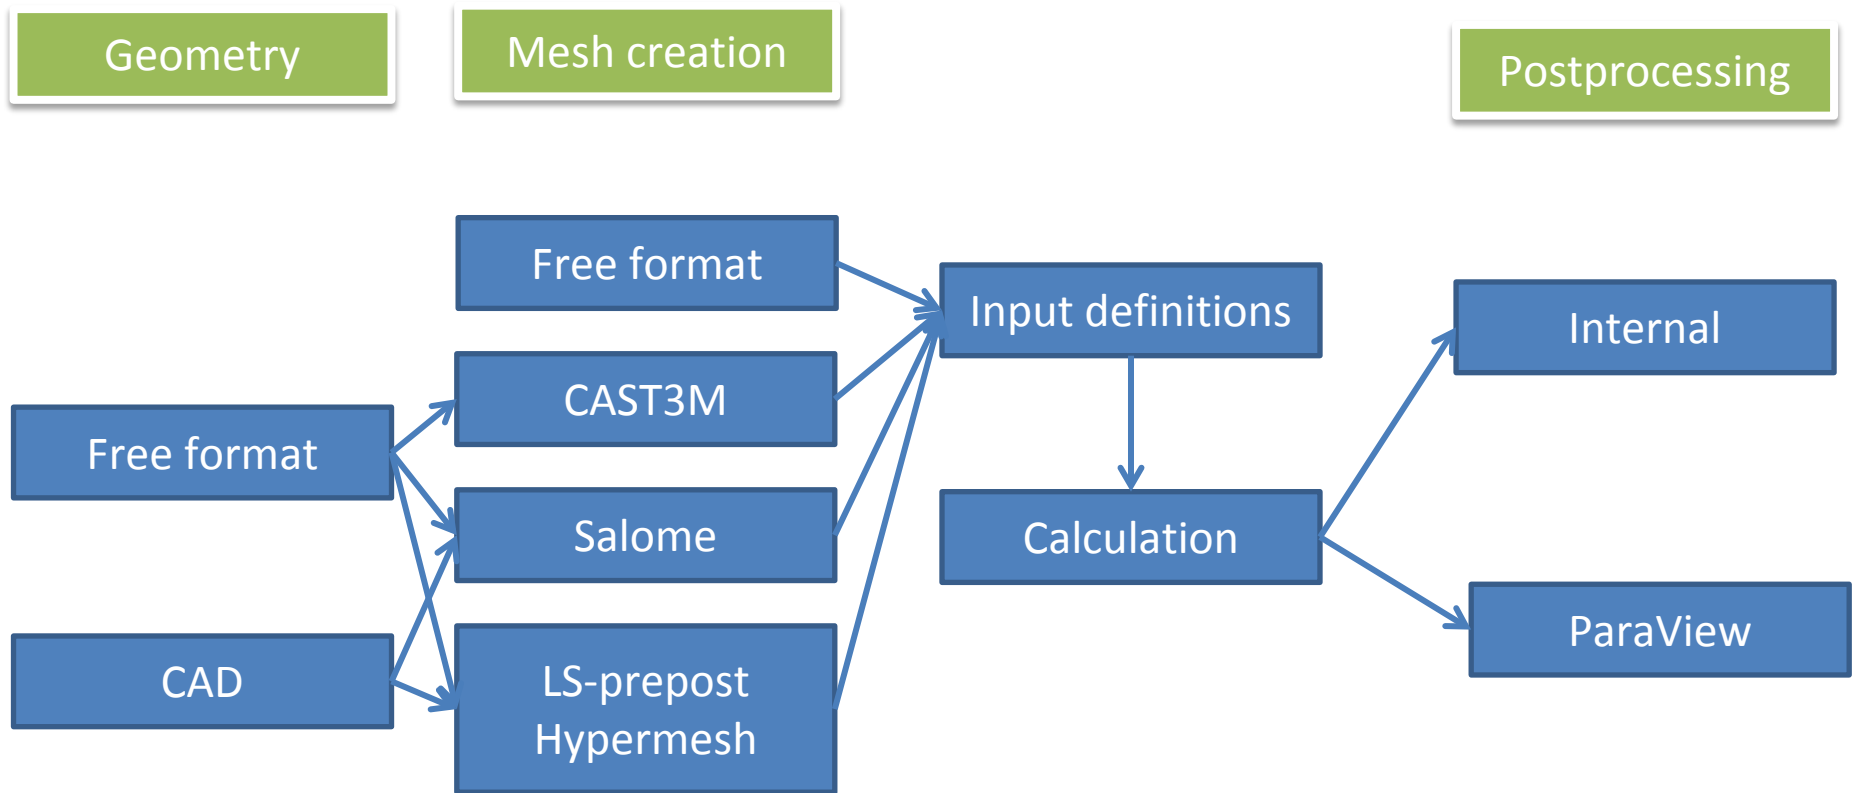 Geometry
Mesh creation
Postprocessing
Free format
Input definitions
Internal
CAST3M
Free format
Salome
Calculation
ParaView
CAD
LS-prepost
Hypermesh